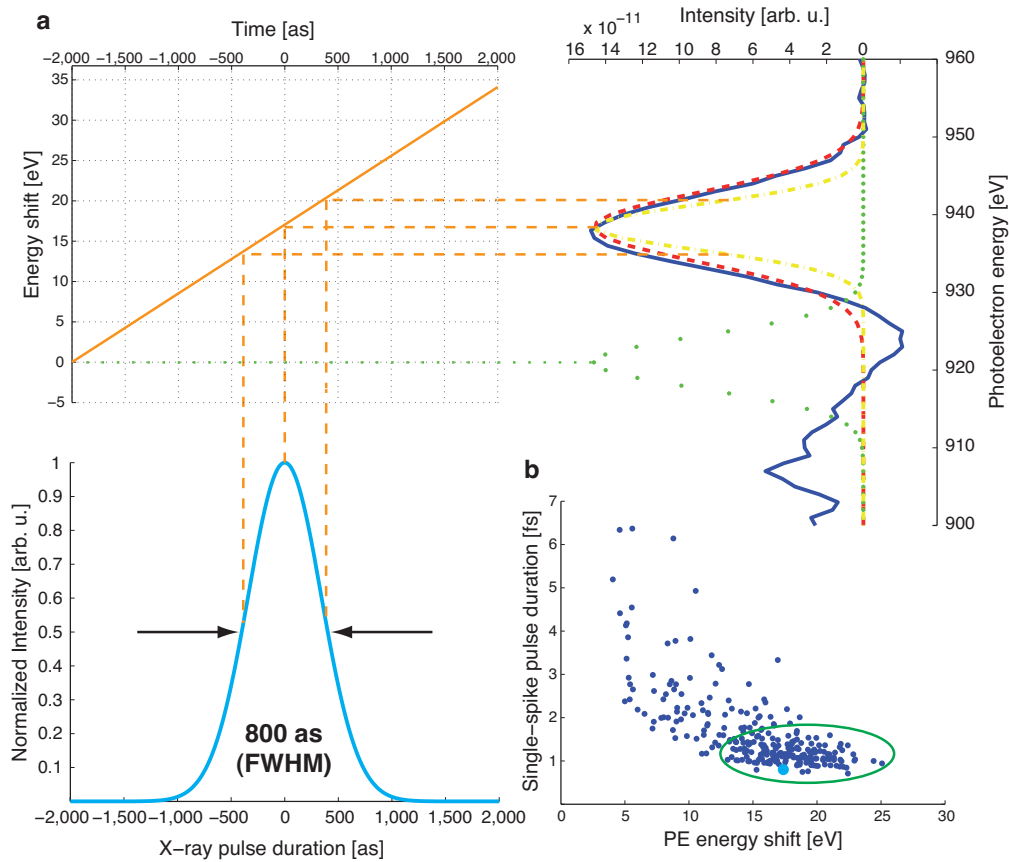 a
Time [as]
−2,000 −1,500 −1,000 −500 0 500 1,000 1,500 2,000
Energy shift [eV]
35
30
25
20
15
10
5
0
−5
Intensity [arb. u.]
x 10−11
16 14 12 10 8 6 4 2 0
Photoelectron energy [eV]
960
950
940
930
920
910
900
Normalized Intensity [arb. u.]
1
0.9
0.8
0.7
0.6
0.5
0.4
0.3
0.2
0.1
800 as
(FWHM)
−2,000 −1,500 −1,000 −500 0 500 1,000 1,500 2,000
X−ray pulse duration [as]
b
Single−spike pulse duration [fs]
7
6
5
4
3
2
1
0
0 5 10 15 20 25 30
PE energy shift [eV]